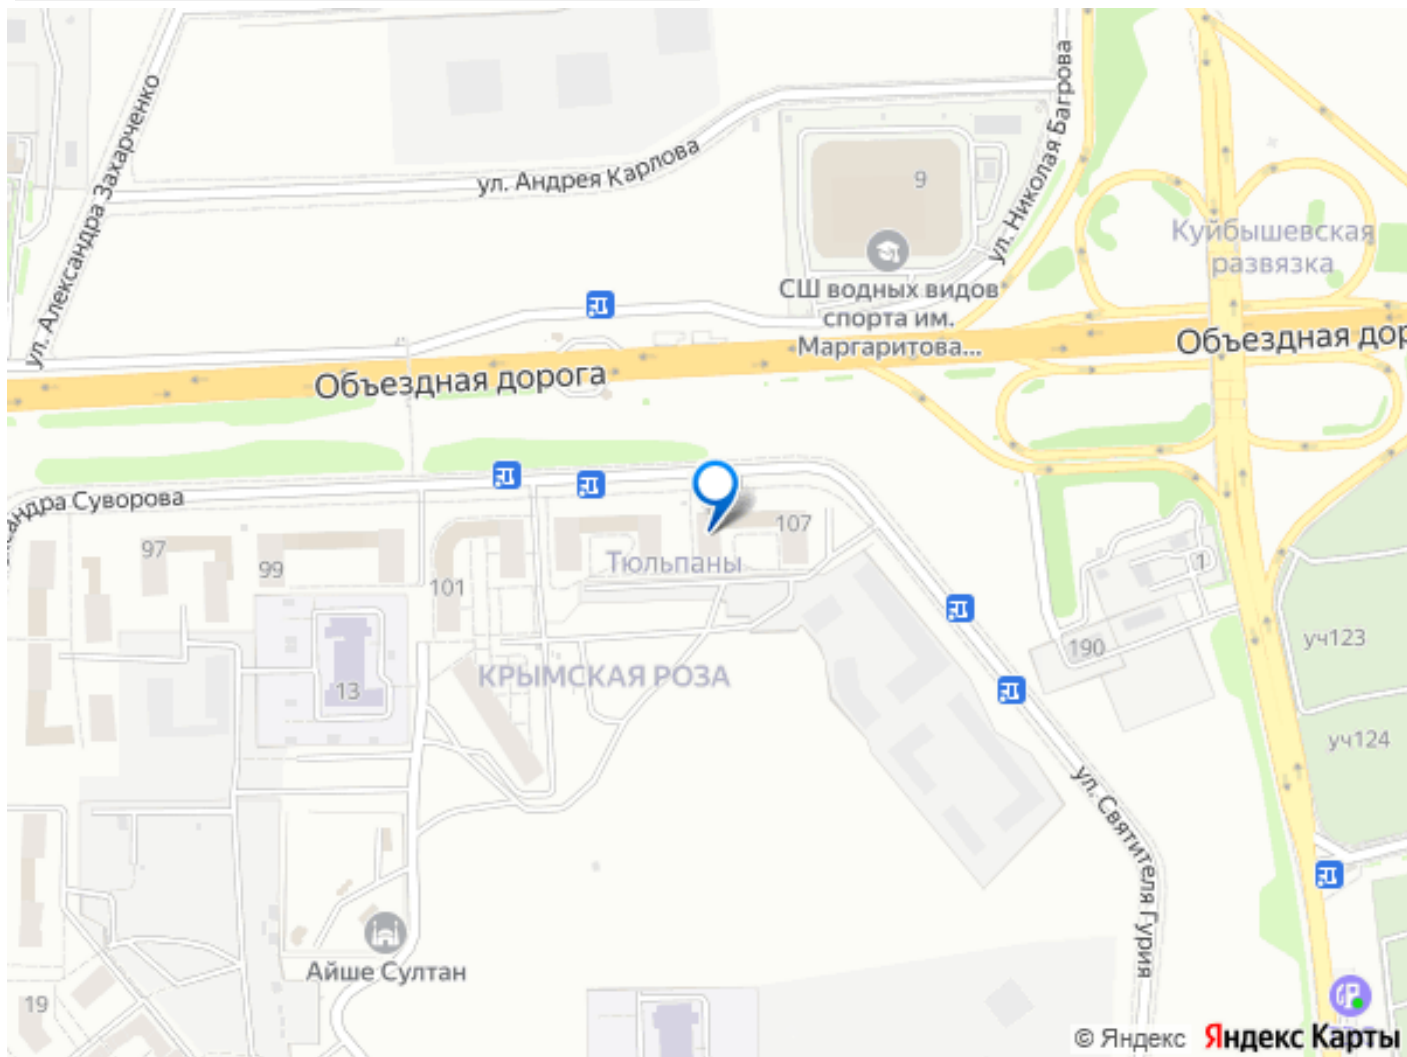 ул. Александра Захарченко
ул. Андрея Карлова
ул. Николая Багрова
9
Куйбышевская
развязка
СШ водных видов
спорта им.
Маргаритова...
Объездная дорога
Объездная дор
ксандра Суворова
97
99
101
107
Тюльпаны
1
190
уч123
КРЫМСКАЯ РОЗА
13
уч124
ул. Святителя Гурия
Айше Султан
19
© Яндекс Яндекс Карты